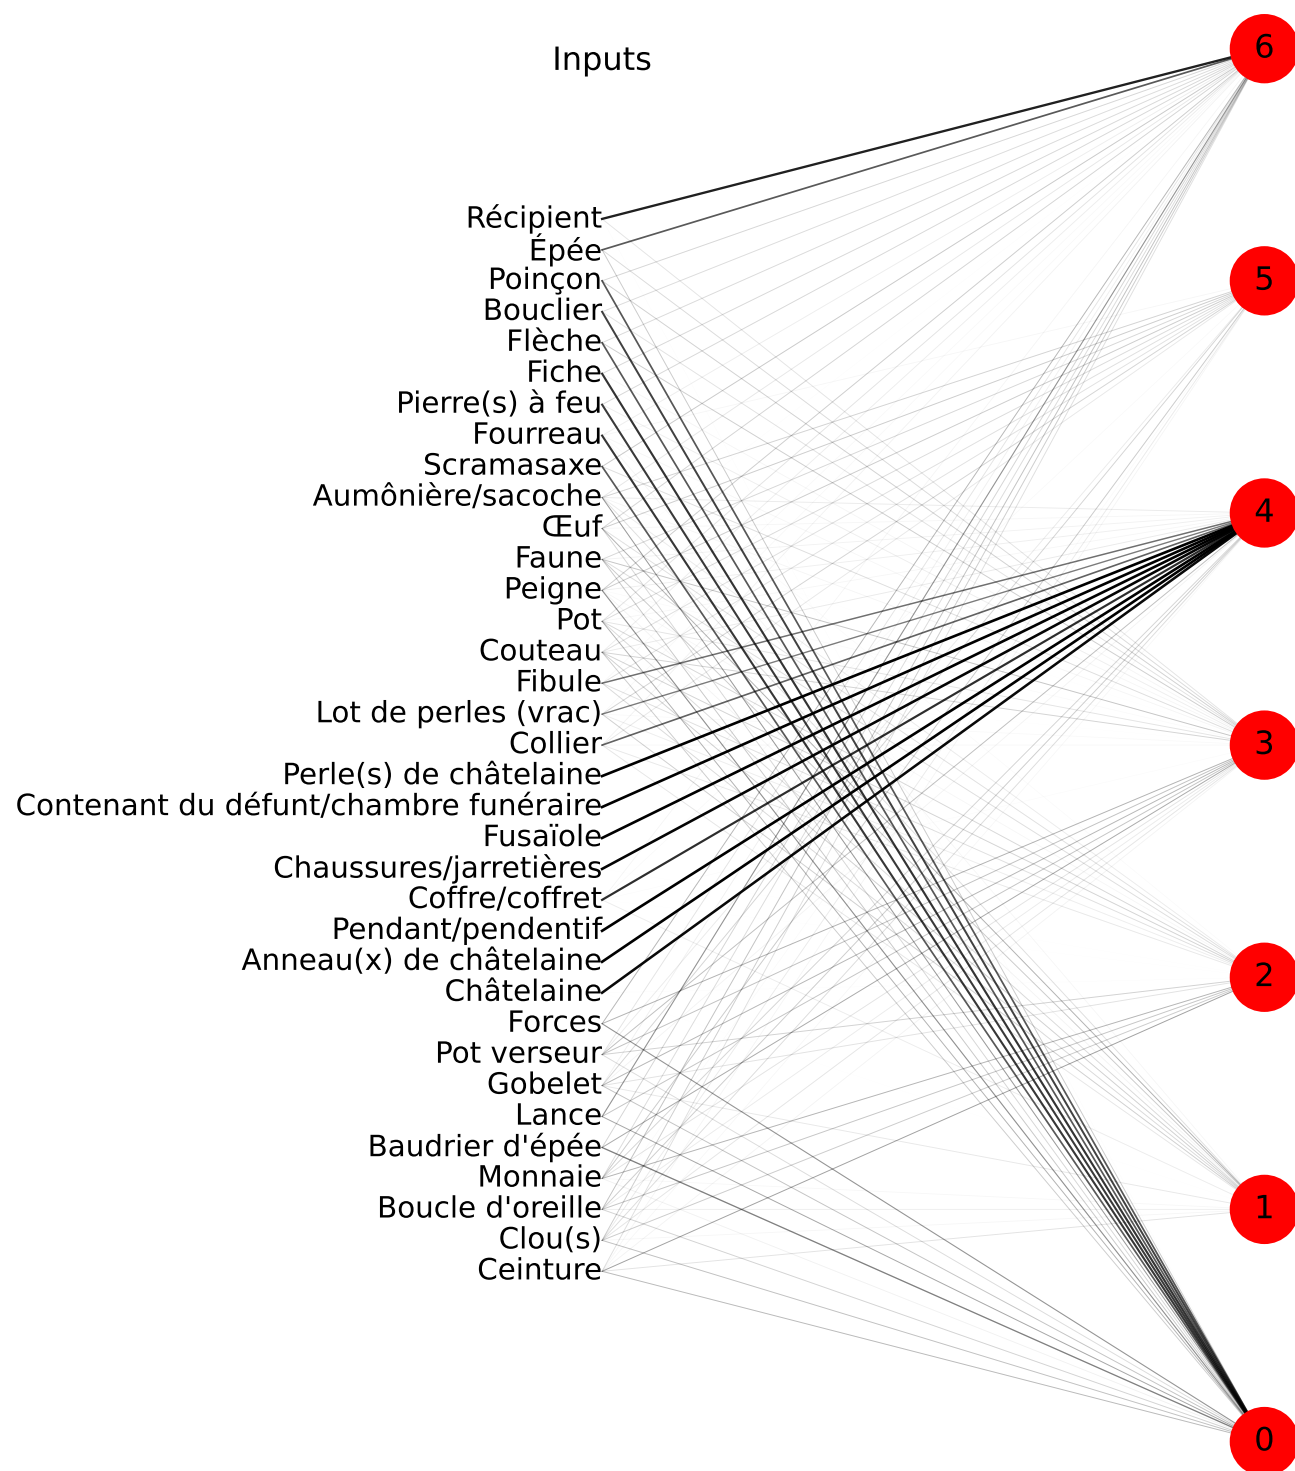 Inputs
Récipient
Épée
Poinçon
Bouclier
Flèche
Fiche
Pierre(s) à feu
Fourreau
Scramasaxe
Aumônière/sacoche
Œuf
Faune
Peigne
Pot
Couteau
Fibule
Lot de perles (vrac)
Collier
Perle(s) de châtelaine
Contenant du défunt/chambre funéraire
Fusaïole
Chaussures/jarretières
Coffre/coffret
Pendant/pendentif
Anneau(x) de châtelaine
Châtelaine
Forces
Pot verseur
Gobelet
Lance
Baudrier d'épée
Monnaie
Boucle d'oreille
Clou(s)
Ceinture
6
5
4
3
2
1
0